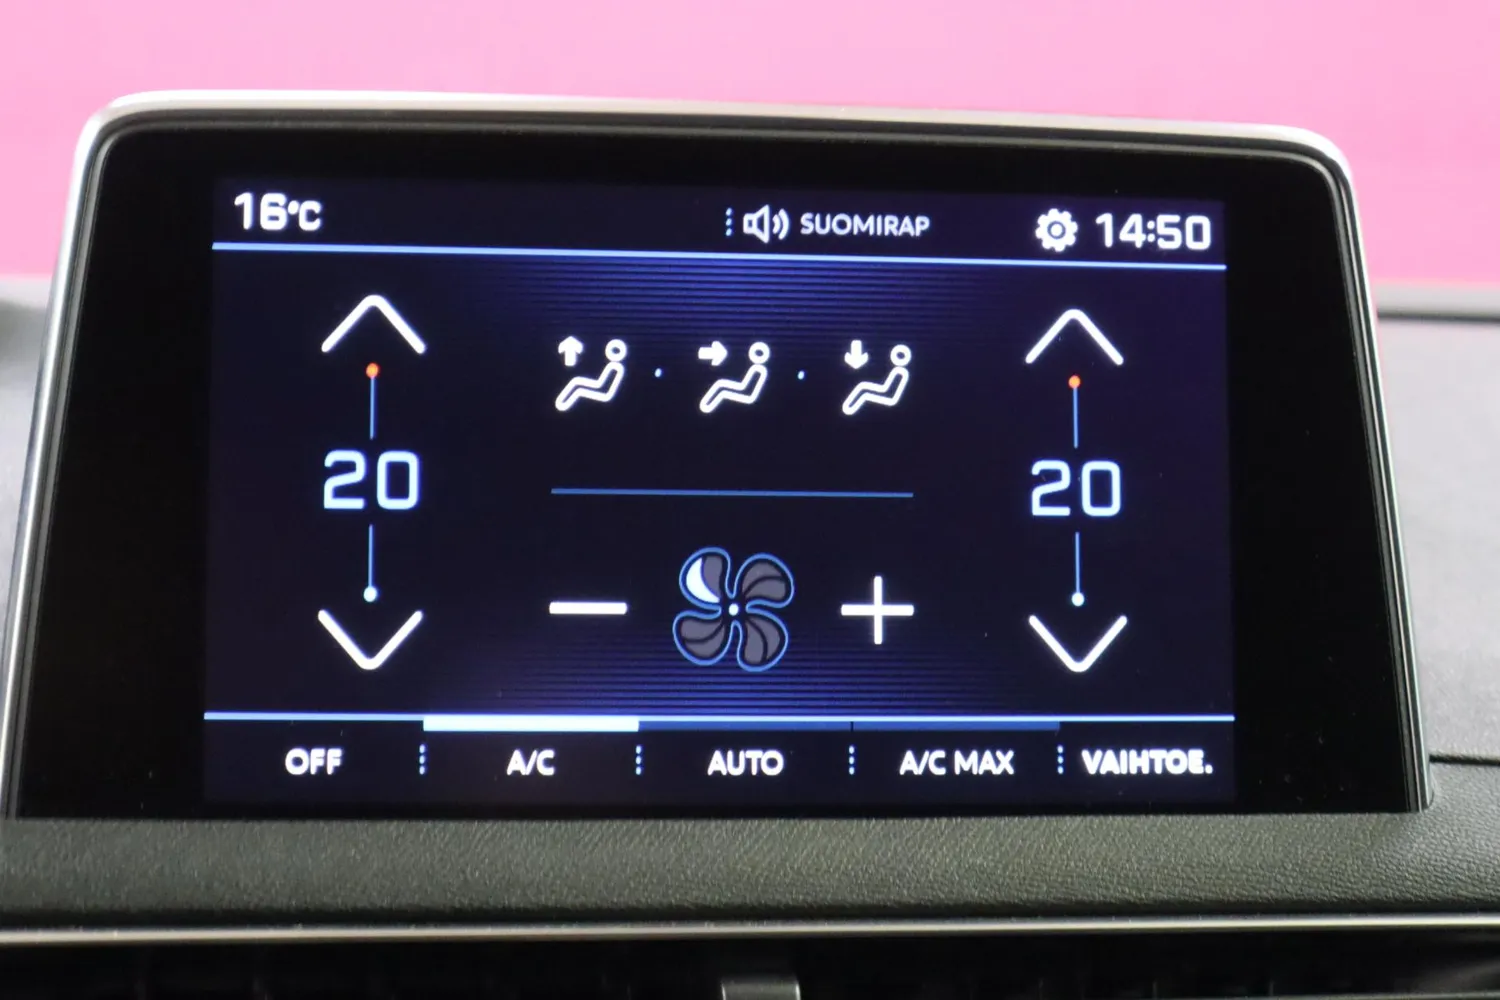 16°C SUOMIRAP 14:50
20 20
OFF A/C AUTO A/C MAX VAIHTOE.